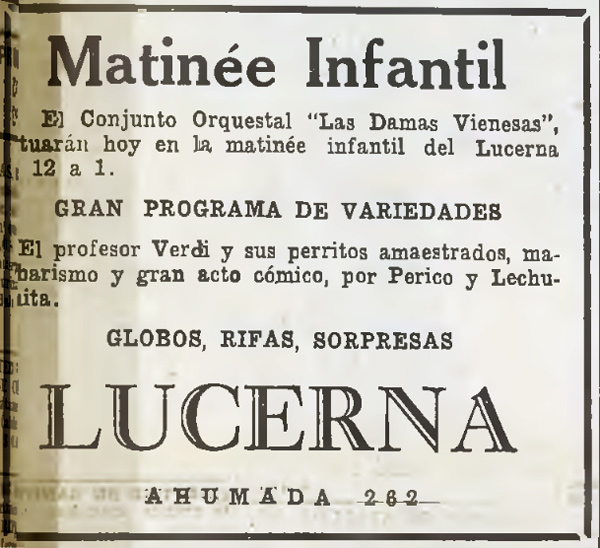 Matinée Infantil
El Conjunto Orquestal "Las Damas Vienesas",
tuarán hoy en la matinée infantil del Lucerna
12 a 1.
GRAN PROGRAMA DE VARIEDADES
El profesor Verdi y sus perritos amaestrados, ma-
barismo y gran acto cómico, por Perico y Lechu-
uita.
GLOBOS, RIFAS, SORPRESAS
LUCERNA
AHUMADA 262